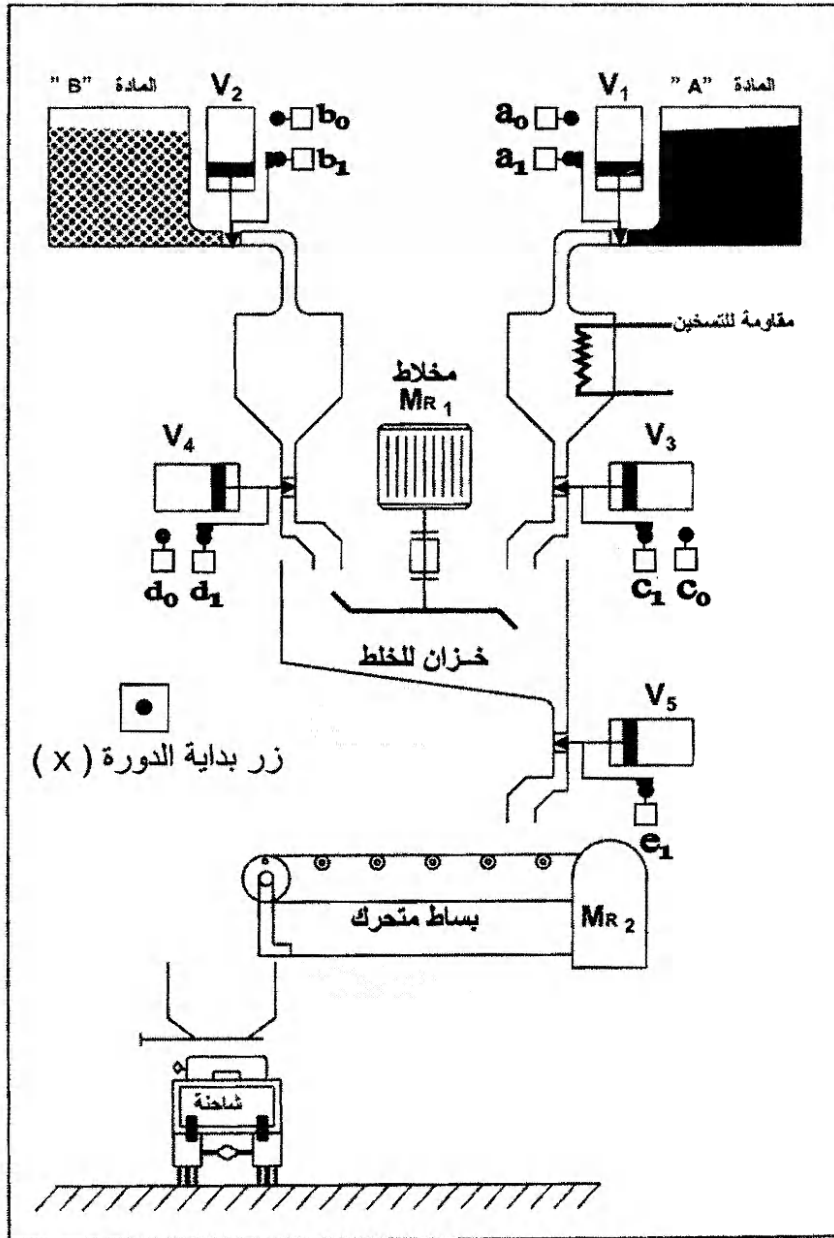 المادة "B"
V2
b0
b1
المادة "A"
V1
a0
a1
مقاومة للتسخين
مخلاط
MR 1
V4
V3
d0 d1
c1 c0
خـزان للخلط
V5
زر بداية الدورة ( x )
e1
بساط متحرك
MR 2
شاحنة